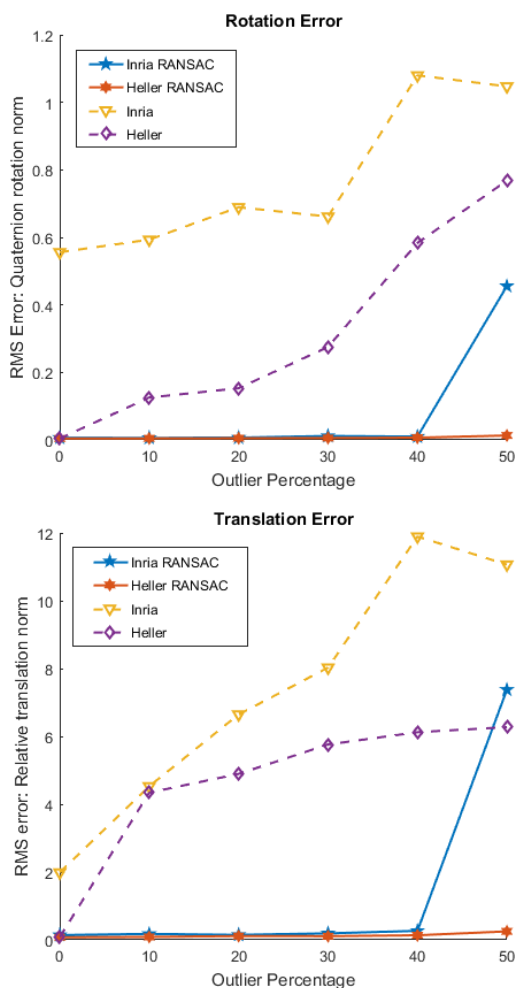 Rotation Error
1.2
1
0.8
0.6
0.4
0.2
0
RMS Error: Quaternion rotation norm
Inria RANSAC
Heller RANSAC
Inria
Heller
0 10 20 30 40 50
Outlier Percentage
Translation Error
12
10
8
6
4
2
0
RMS error: Relative translation norm
Inria RANSAC
Heller RANSAC
Inria
Heller
0 10 20 30 40 50
Outlier Percentage